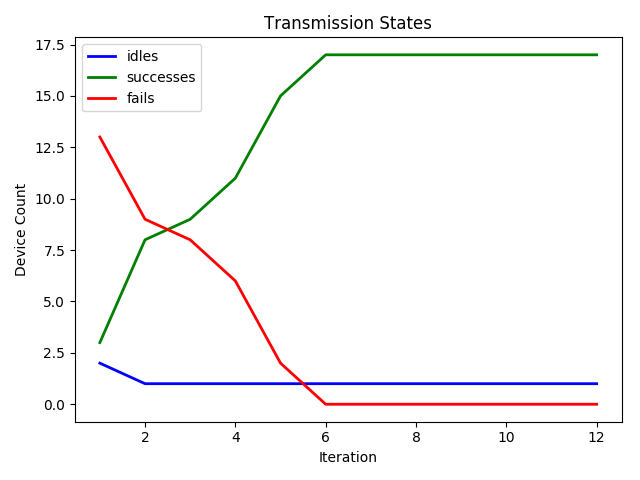 Transmission States
idles
successes
fails
Device Count
17.5
15.0
12.5
10.0
7.5
5.0
2.5
0.0
2 4 6 8 10 12
Iteration